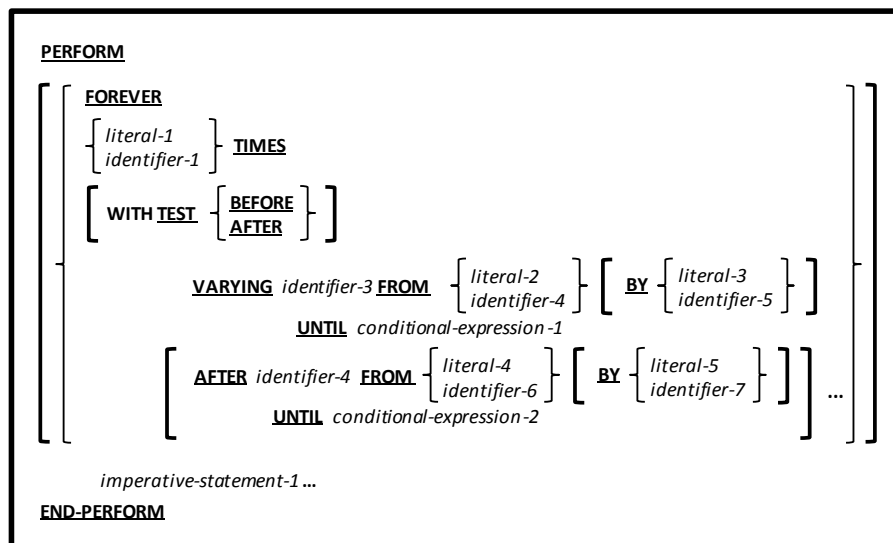 PERFORM
FOREVER
literal-1
identifier-1 TIMES
WITH TEST BEFORE
AFTER
VARYING identifier-3 FROM literal-2 BY literal-3
identifier-4 identifier-5
UNTIL conditional-expression-1
AFTER identifier-4 FROM literal-4 BY literal-5
identifier-6 identifier-7 ...
UNTIL conditional-expression-2
imperative-statement-1 ...
END-PERFORM